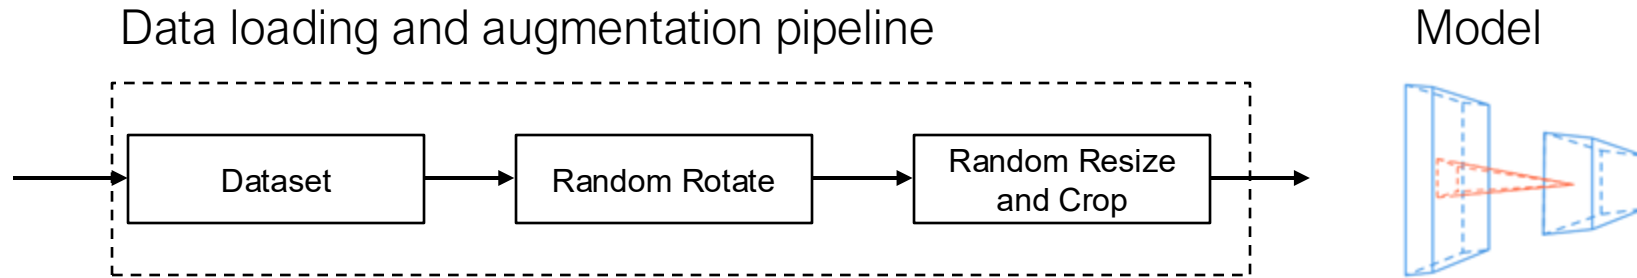 Data loading and augmentation pipeline
Model
Dataset
Random Rotate
Random Resize
and Crop